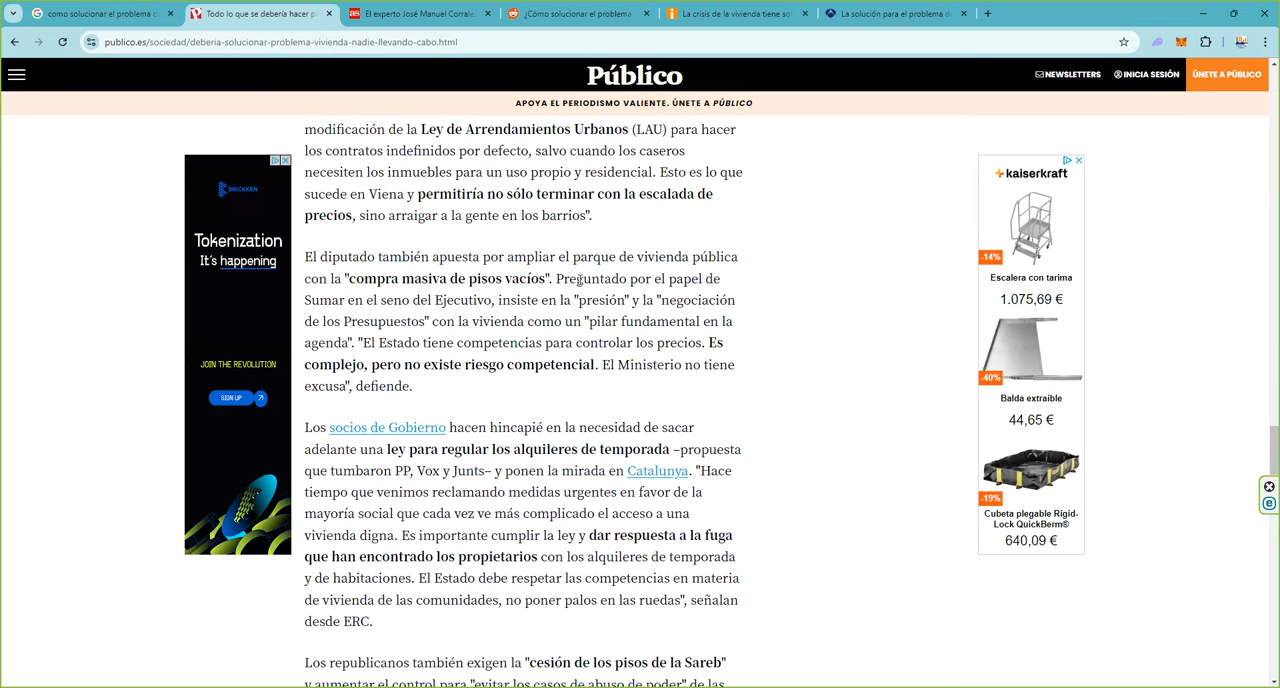 como solucionar el problema d
Todo lo que se debería hacer p
El experto José Manuel Corrale
¿Cómo solucionar el problema
La crisis de la vivienda tiene so
La solución para el problema d
publico.es/sociedad/deberia-solucionar-problema-vivienda-nadie-llevando-cabo.html
Público
NEWSLETTERS
INICIA SESIÓN
ÚNETE A PÚBLICO
APOYA EL PERIODISMO VALIENTE. ÚNETE A PÚBLICO
modificación de la Ley de Arrendamientos Urbanos (LAU) para hacer
los contratos indefinidos por defecto, salvo cuando los caseros
necesiten los inmuebles para un uso propio y residencial. Esto es lo que
sucede en Viena y permitiría no sólo terminar con la escalada de
precios, sino arraigar a la gente en los barrios".
El diputado también apuesta por ampliar el parque de vivienda pública
con la "compra masiva de pisos vacíos". Preguntado por el papel de
Sumar en el seno del Ejecutivo, insiste en la "presión" y la "negociación
de los Presupuestos" con la vivienda como un "pilar fundamental en la
agenda". "El Estado tiene competencias para controlar los precios. Es
complejo, pero no existe riesgo competencial. El Ministerio no tiene
excusa", defiende.
Los socios de Gobierno hacen hincapié en la necesidad de sacar
adelante una ley para regular los alquileres de temporada –propuesta
que tumbaron PP, Vox y Junts– y ponen la mirada en Catalunya. "Hace
tiempo que venimos reclamando medidas urgentes en favor de la
mayoría social que cada vez ve más complicado el acceso a una
vivienda digna. Es importante cumplir la ley y dar respuesta a la fuga
que han encontrado los propietarios con los alquileres de temporada
y de habitaciones. El Estado debe respetar las competencias en materia
de vivienda de las comunidades, no poner palos en las ruedas", señalan
desde ERC.
Los republicanos también exigen la "cesión de los pisos de la Sareb"
y aumentar el control para "evitar los casos de abuso de poder" de las
BRICKKEN
Tokenization
It's happening
JOIN THE REVOLUTION
SIGN UP
kaiserkraft
-14%
Escalera con tarima
1.075,69 €
-40%
Balda extraible
44,65 €
-19%
Cubeta plegable Rigid-
Lock QuickBerm®
640,09 €